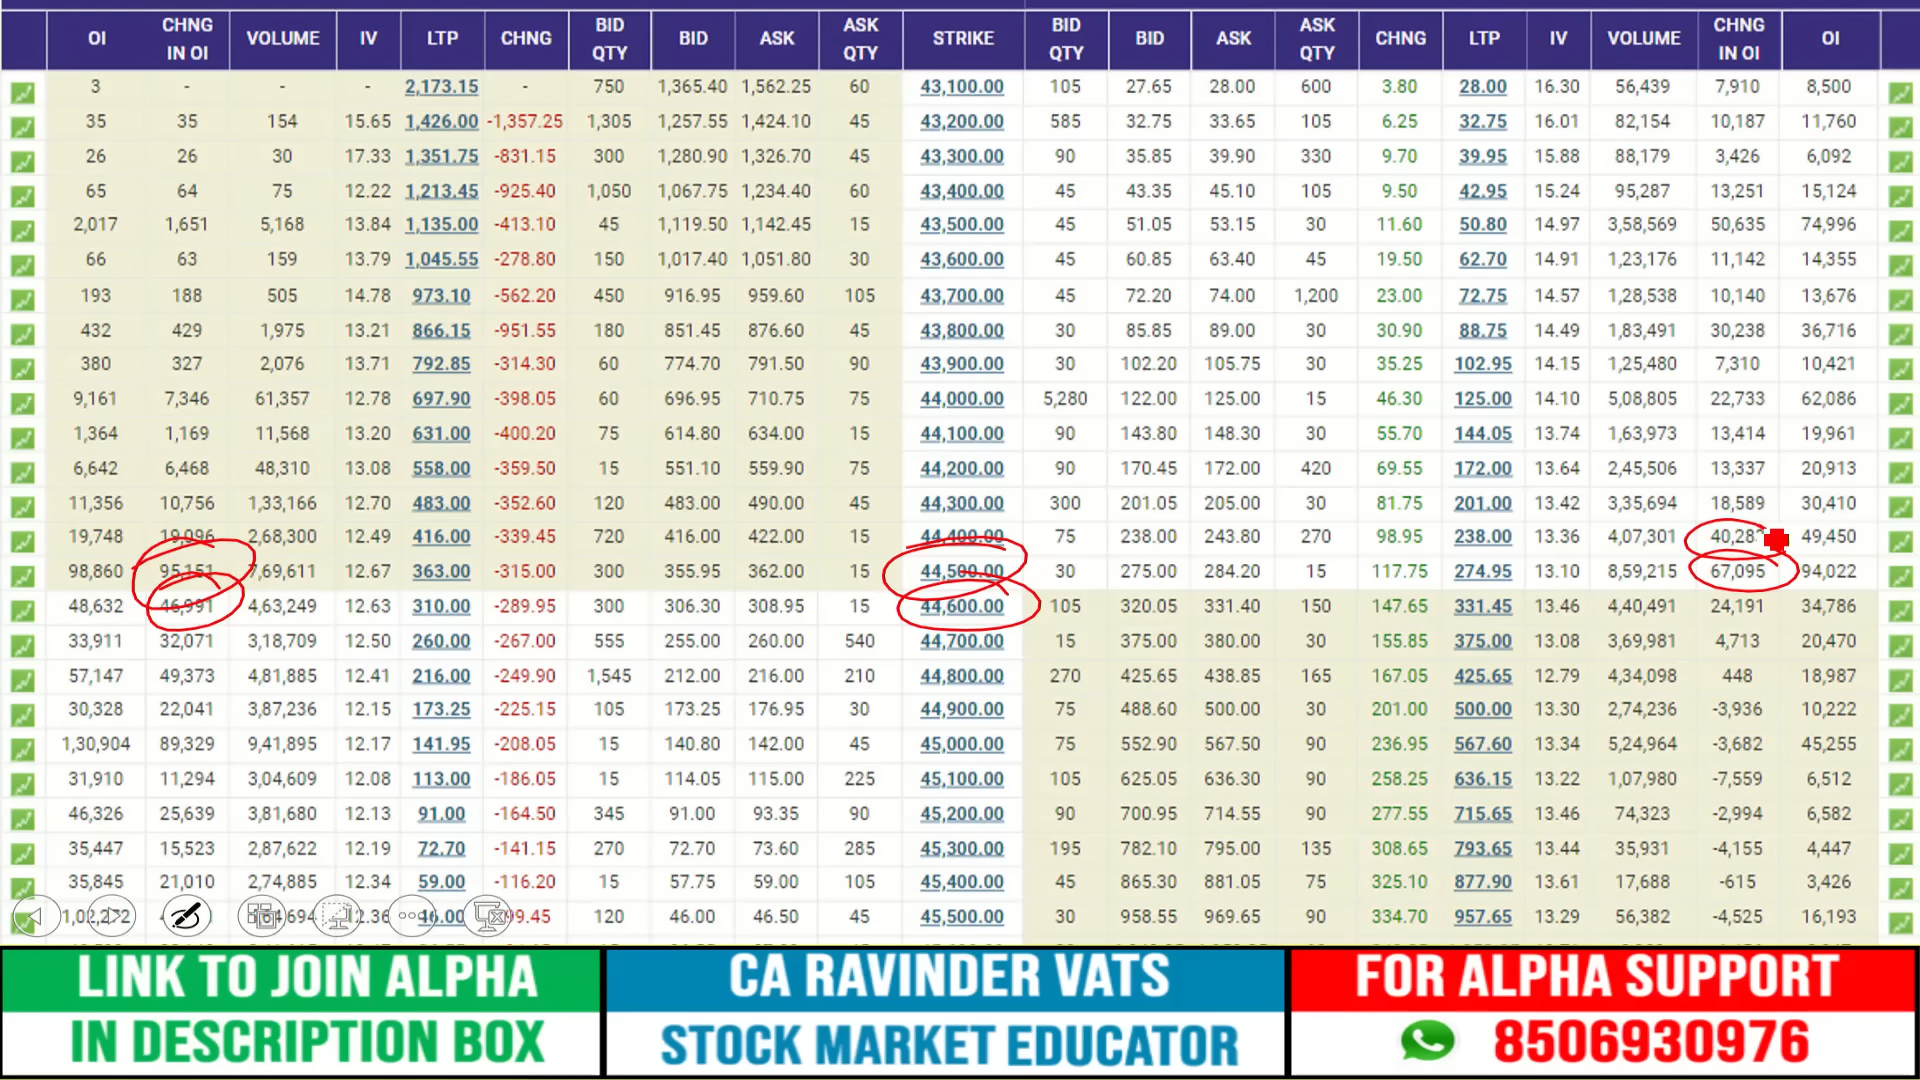 OI CHNG IN OI VOLUME IV LTP CHNG BID QTY BID ASK ASK QTY STRIKE BID QTY BID ASK ASK QTY CHNG LTP IV VOLUME CHNG IN OI OI
3 - - - 2,173.15 - 750 1,365.40 1,562.25 60 43,100.00 105 27.65 28.00 600 3.80 28.00 16.30 56,439 7,910 8,500
35 35 154 15.65 1,426.00 -1,357.25 1,305 1,257.55 1,424.10 45 43,200.00 585 32.75 33.65 105 6.25 32.75 16.01 82,154 10,187 11,760
26 26 30 17.33 1,351.75 -831.15 300 1,280.90 1,326.70 45 43,300.00 90 35.85 39.90 330 9.70 39.95 15.88 88,179 3,426 6,092
65 64 75 12.22 1,213.45 -925.40 1,050 1,067.75 1,234.40 60 43,400.00 45 43.35 45.10 105 9.50 42.95 15.24 95,287 13,251 15,124
2,017 1,651 5,168 13.84 1,135.00 -413.10 45 1,119.50 1,142.45 15 43,500.00 45 51.05 53.15 30 11.60 50.80 14.97 3,58,569 50,635 74,996
66 63 159 13.79 1,045.55 -278.80 150 1,017.40 1,051.80 30 43,600.00 45 60.85 63.40 45 19.50 62.70 14.91 1,23,176 11,142 14,355
193 188 505 14.78 973.10 -562.20 450 916.95 959.60 105 43,700.00 45 72.20 74.00 1,200 23.00 72.75 14.57 1,28,538 10,140 13,676
432 429 1,975 13.21 866.15 -951.55 180 851.45 876.60 45 43,800.00 30 85.85 89.00 30 30.90 88.75 14.49 1,83,491 30,238 36,716
380 327 2,076 13.71 792.85 -314.30 60 774.70 791.50 90 43,900.00 30 102.20 105.75 30 35.25 102.95 14.15 1,25,480 7,310 10,421
9,161 7,346 61,357 12.78 697.90 -398.05 60 696.95 710.75 75 44,000.00 5,280 122.00 125.00 15 46.30 125.00 14.10 5,08,805 22,733 62,086
1,364 1,169 11,568 13.20 631.00 -400.20 75 614.80 634.00 15 44,100.00 90 143.80 148.30 30 55.70 144.05 13.74 1,63,973 13,414 19,961
6,642 6,468 48,310 13.08 558.00 -359.50 15 551.10 559.90 75 44,200.00 90 170.45 172.00 420 69.55 172.00 13.64 2,45,506 13,337 20,913
11,356 10,756 1,33,166 12.70 483.00 -352.60 120 483.00 490.00 45 44,300.00 300 201.05 205.00 30 81.75 201.00 13.42 3,35,694 18,589 30,410
19,748 19,096 2,68,300 12.49 416.00 -339.45 720 416.00 422.00 15 44,400.00 75 238.00 243.80 270 98.95 238.00 13.36 4,07,301 49,450
98,860 95,151 7,69,611 12.67 363.00 -315.00 300 355.95 362.00 15 44,500.00 30 275.00 284.20 15 117.75 274.95 13.10 8,59,215 67,095 94,022
48,632 46,991 4,63,249 12.63 310.00 -289.95 300 306.30 308.95 15 44,600.00 105 320.05 331.40 150 147.65 331.45 13.46 4,40,491 24,191 34,786
33,911 32,071 3,18,709 12.50 260.00 -267.00 555 255.00 260.00 540 44,700.00 15 375.00 380.00 30 155.85 375.00 13.08 3,69,981 4,713 20,470
57,147 49,373 4,81,885 12.41 216.00 -249.90 1,545 212.00 216.00 210 44,800.00 270 425.65 438.85 165 167.05 425.65 12.79 4,34,098 448 18,987
30,328 22,041 3,87,236 12.15 173.25 -225.15 105 173.25 176.95 30 44,900.00 75 488.60 500.00 30 201.00 500.00 13.30 2,74,236 -3,936 10,222
1,30,904 89,329 9,41,895 12.17 141.95 -208.05 15 140.80 142.00 45 45,000.00 75 552.90 567.50 90 236.95 567.60 13.34 5,24,964 -3,682 45,255
31,910 11,294 3,04,609 12.08 113.00 -186.05 15 114.05 115.00 225 45,100.00 105 625.05 636.30 90 258.25 636.15 13.22 1,07,980 -7,559 6,512
46,326 25,639 3,81,680 12.13 91.00 -164.50 345 91.00 93.35 90 45,200.00 90 700.95 714.55 90 277.55 715.65 13.46 74,323 -2,994 6,582
35,447 15,523 2,87,622 12.19 72.70 -141.15 270 72.70 73.60 285 45,300.00 195 782.10 795.00 135 308.65 793.65 13.44 35,931 -4,155 4,447
35,845 21,010 2,74,885 12.34 59.00 -116.20 15 57.75 59.00 105 45,400.00 45 865.30 881.05 75 325.10 877.90 13.61 17,688 -615 3,426
46.00 120 46.00 46.50 45 45,500.00 30 958.55 969.65 90 334.70 957.65 13.29 56,382 -4,525 16,193
LINK TO JOIN ALPHA
IN DESCRIPTION BOX
CA RAVINDER VATS
STOCK MARKET EDUCATOR
FOR ALPHA SUPPORT
8506930976